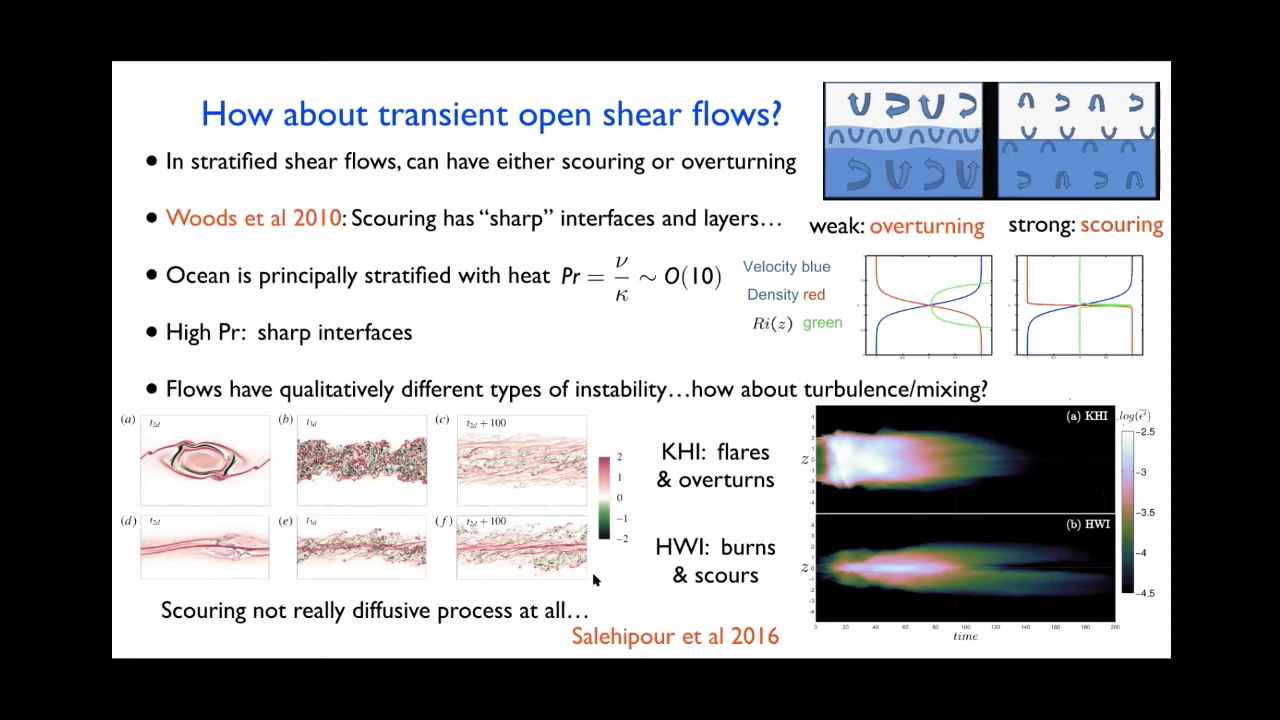 How about transient open shear flows?
• In stratified shear flows, can have either scouring or overturning
• Woods et al 2010: Scouring has “sharp” interfaces and layers…
weak: overturning
strong: scouring
• Ocean is principally stratified with heat Pr = ν/κ ∼ O(10)
Velocity blue
Density red
Ri(z) green
• High Pr: sharp interfaces
• Flows have qualitatively different types of instability…how about turbulence/mixing?
(a) t2d
(b) t3d
(c) t2d + 100
2
1
0
−1
−2
(d) t2d
(e) t3d
(f) t2d + 100
KHI: flares
& overturns
HWI: burns
& scours
(a) KHI
z
(b) HWI
z
0 20 40 60 80 100 120 140 160 180 200
time
log(ε′)
−2.5
−3
−3.5
−4
−4.5
Scouring not really diffusive process at all…
Salehipour et al 2016